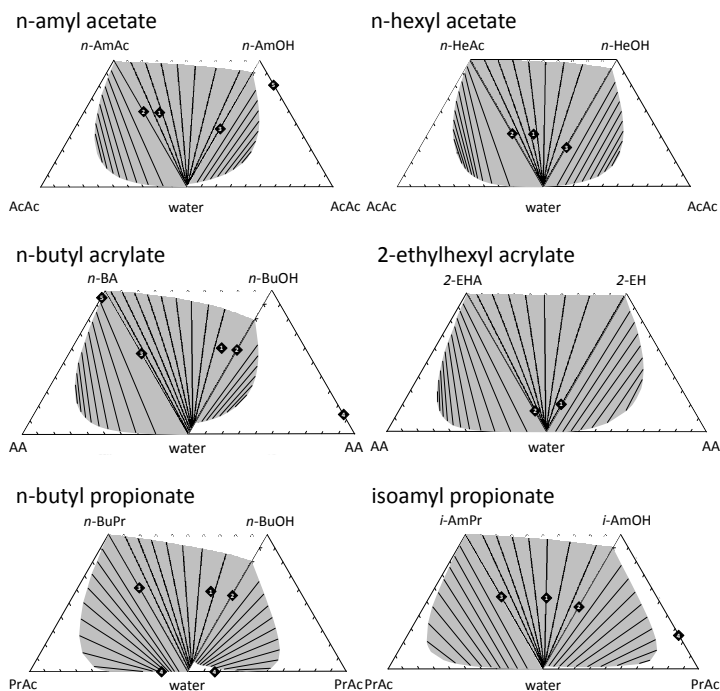 n-amyl acetate
n-hexyl acetate
n-AmAc n-AmOH
n-HeAc n-HeOH
AcAc water AcAc
AcAc water AcAc
n-butyl acrylate
2-ethylhexyl acrylate
n-BA n-BuOH
2-EHA 2-EH
AA water AA
AA water AA
n-butyl propionate
isoamyl propionate
n-BuPr n-BuOH
i-AmPr i-AmOH
PrAc water PrAc
PrAc water PrAc